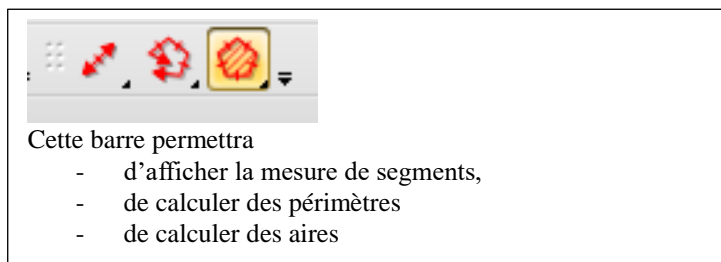 Cette barre permettra
- d’afficher la mesure de segments,
- de calculer des périmètres
- de calculer des aires